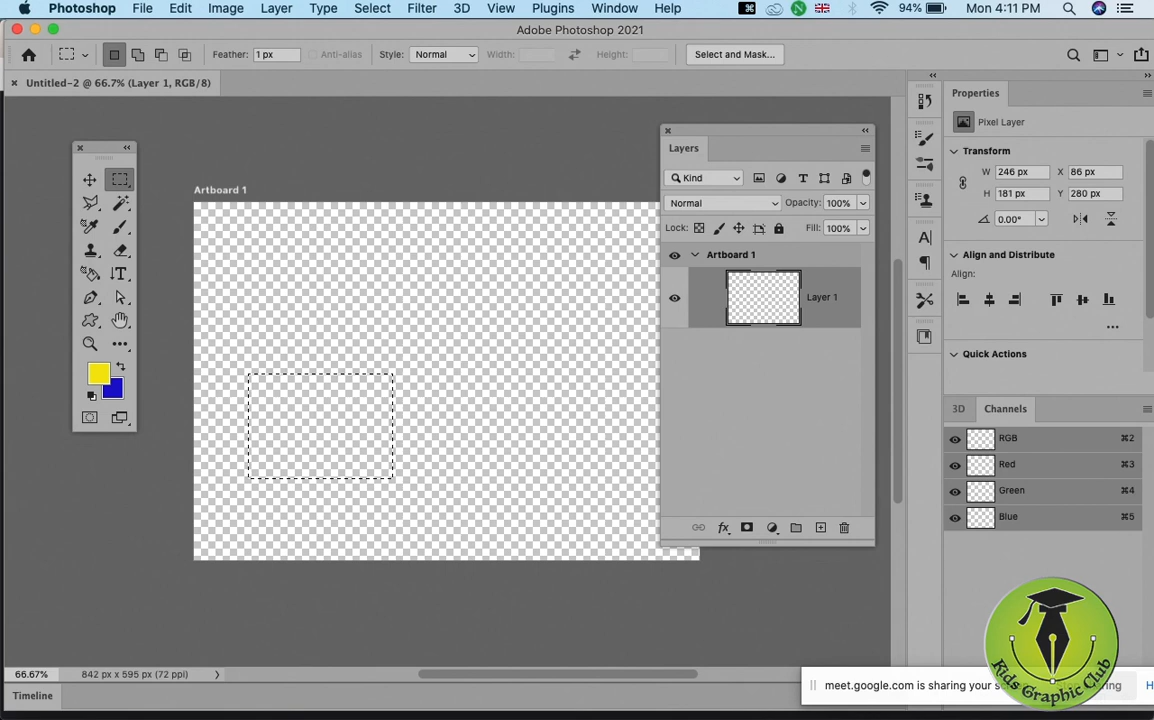 Photoshop File Edit Image Layer Type Select Filter 3D View Plugins Window Help 94% Mon 4:11 PM
Adobe Photoshop 2021
Feather: 1 px Anti-alias Style: Normal Width: Height: Select and Mask...
Untitled-2 @ 66.7% (Layer 1, RGB/8)
Artboard 1
Layers
Kind
Normal Opacity: 100%
Lock: Fill: 100%
Artboard 1
Layer 1
fx
Properties
Pixel Layer
Transform
W 246 px X 86 px
H 181 px Y 280 px
0.00°
Align and Distribute
Align:
Quick Actions
3D Channels
RGB ⌘2
Red ⌘3
Green ⌘4
Blue ⌘5
66.67% 842 px x 595 px (72 ppi)
Timeline
meet.google.com is sharing your
Kids Graphic Club